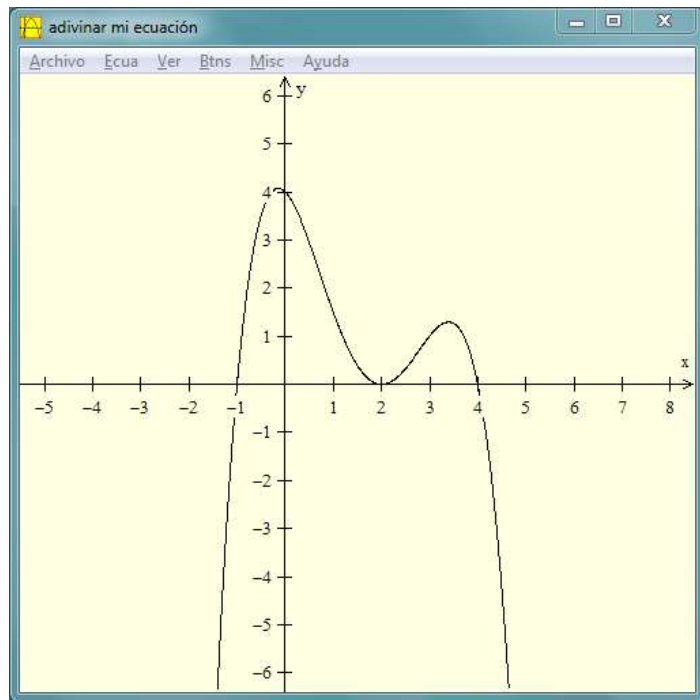 adivinar mi ecuación
Archivo Ecua Ver Btns Misc Ayuda
y
6
5
4
3
2
1
x
−5 −4 −3 −2 −1 1 2 3 4 5 6 7 8
−1
−2
−3
−4
−5
−6